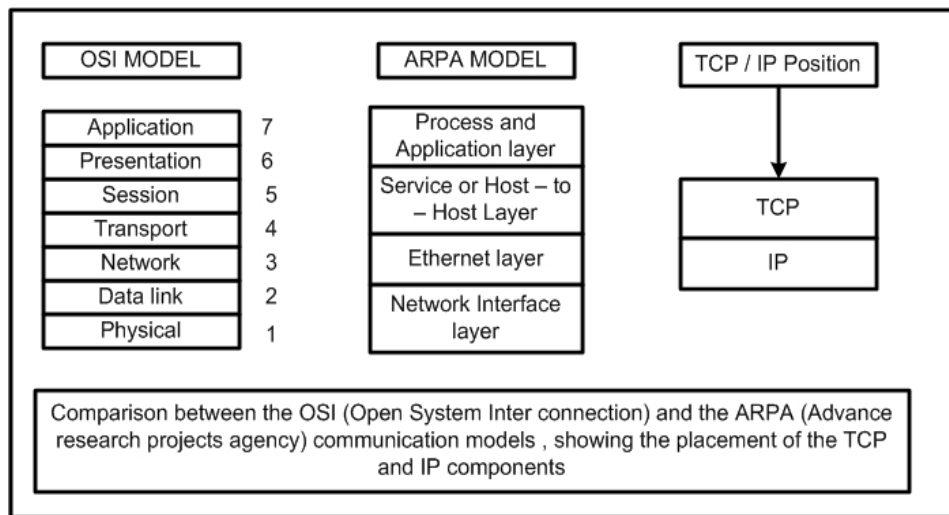 OSI MODEL
ARPA MODEL
TCP / IP Position
Application 7
Presentation 6
Session 5
Transport 4
Network 3
Data link 2
Physical 1
Process and
Application layer
Service or Host – to
– Host Layer
Ethernet layer
Network Interface
layer
TCP
IP
Comparison between the OSI (Open System Inter connection) and the ARPA (Advance
research projects agency) communication models , showing the placement of the TCP
and IP components